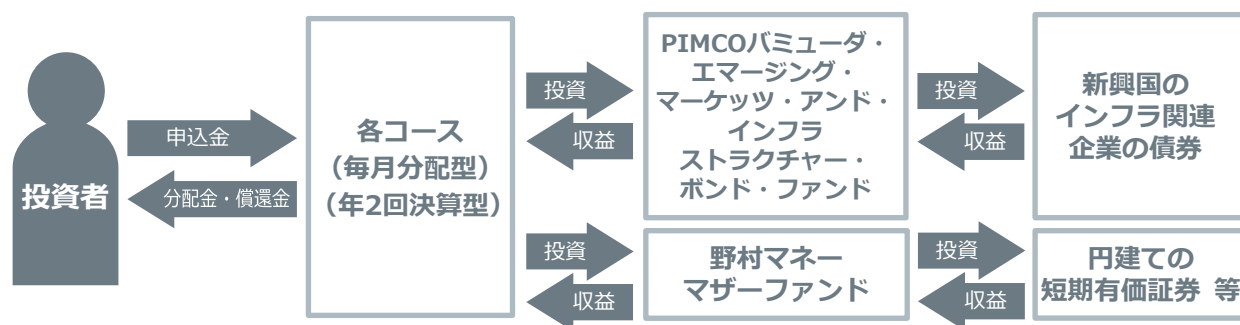 投資者
申込金
分配金・償還金
各コース
（毎月分配型）
（年2回決算型）
投資
収益
PIMCOバミューダ・
エマージング・
マーケッツ・アンド・
インフラ
ストラクチャー・
ボンド・ファンド
投資
収益
新興国の
インフラ関連
企業の債券
投資
収益
野村マネー
マザーファンド
投資
収益
円建ての
短期有価証券 等